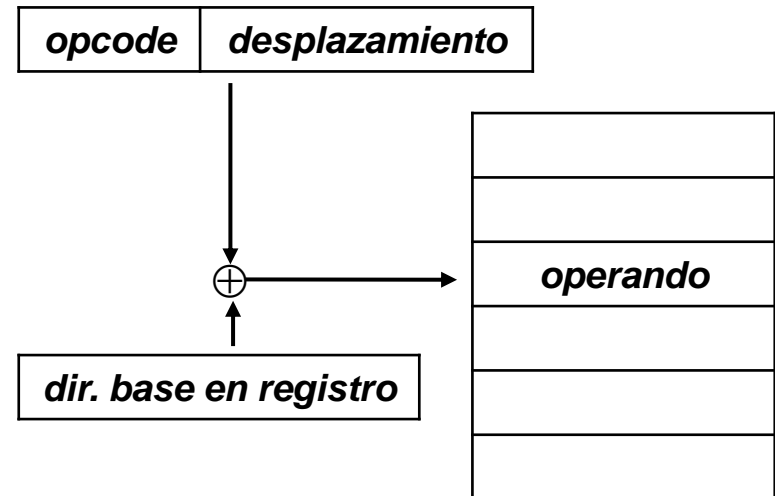 opcode desplazamiento
operando
dir. base en registro